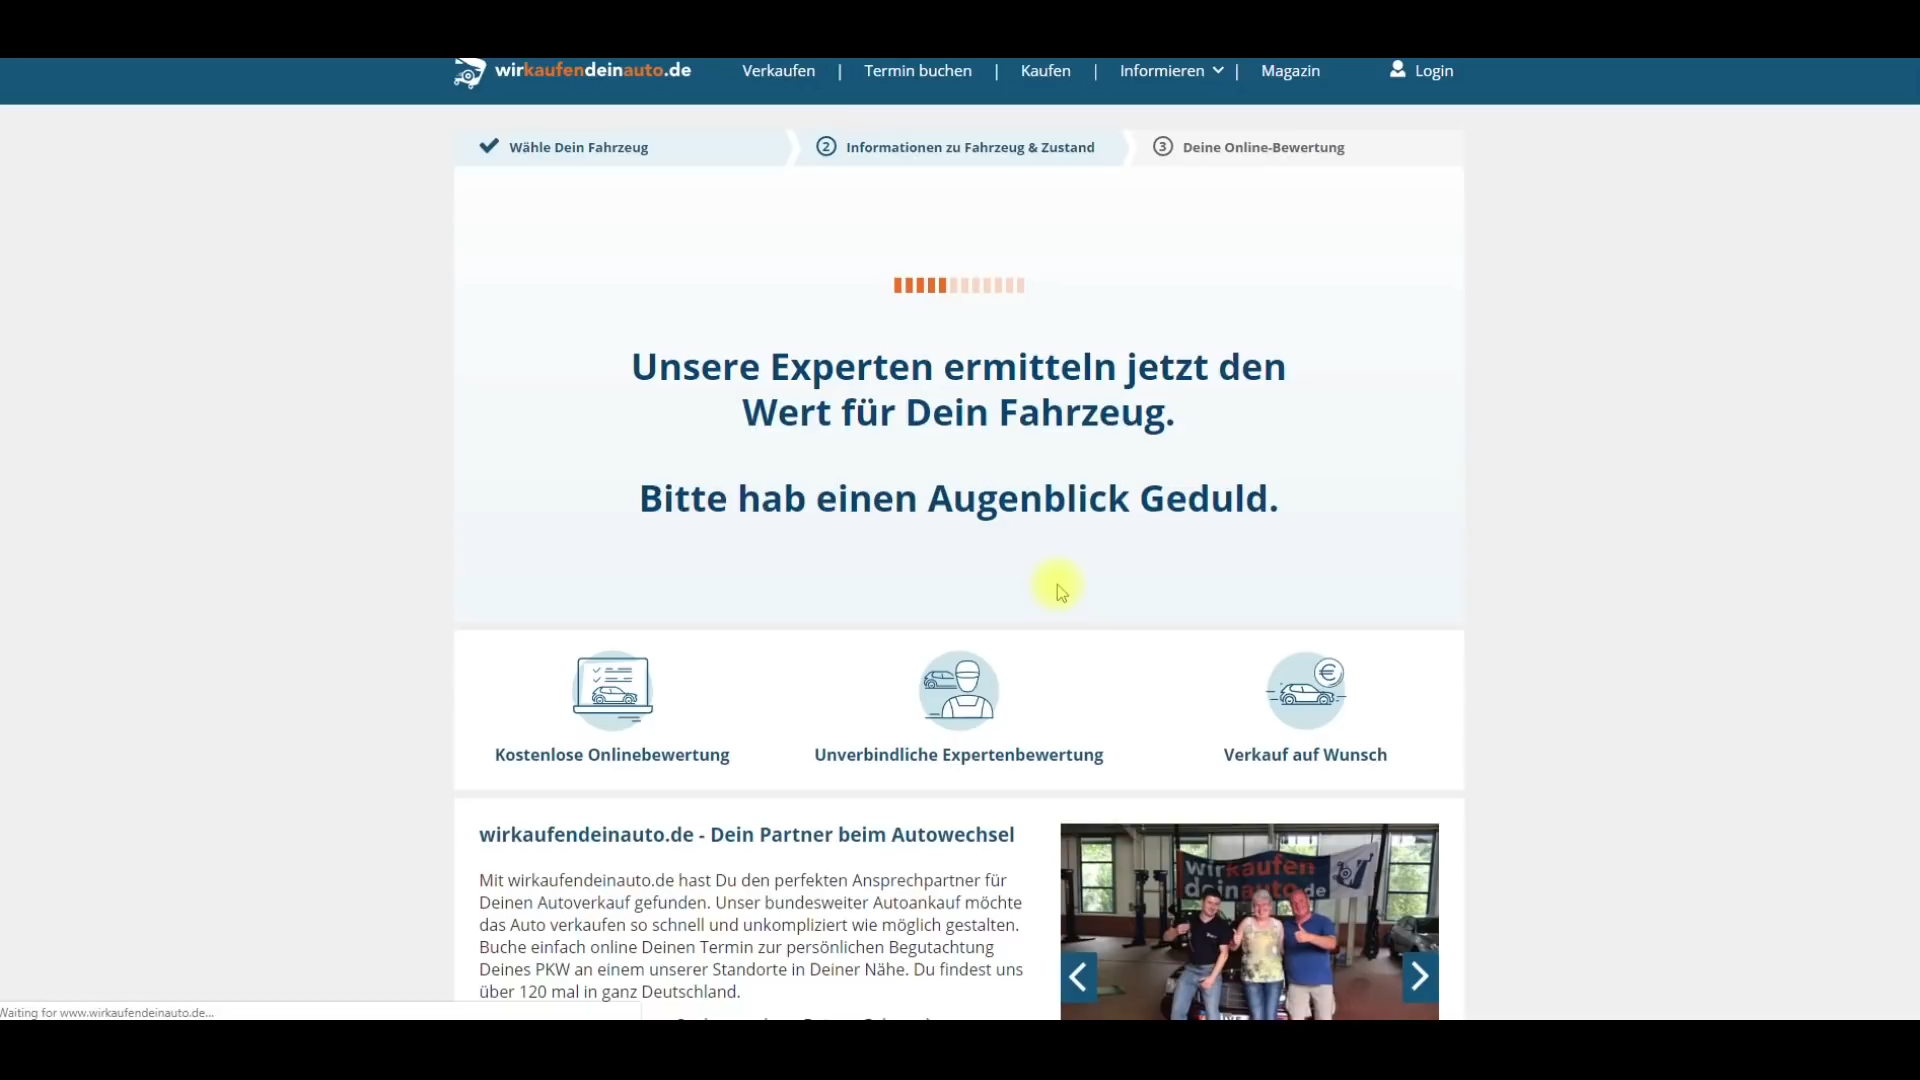 wirkaufendeinauto.de
Verkaufen | Termin buchen | Kaufen | Informieren | Magazin
Login
Wähle Dein Fahrzeug
2 Informationen zu Fahrzeug & Zustand
3 Deine Online-Bewertung
Unsere Experten ermitteln jetzt den
Wert für Dein Fahrzeug.
Bitte hab einen Augenblick Geduld.
Kostenlose Onlinebewertung
Unverbindliche Expertenbewertung
Verkauf auf Wunsch
wirkaufendeinauto.de - Dein Partner beim Autowechsel
Mit wirkaufendeinauto.de hast Du den perfekten Ansprechpartner für
Deinen Autoverkauf gefunden. Unser bundesweiter Autoankauf möchte
das Auto verkaufen so schnell und unkompliziert wie möglich gestalten.
Buche einfach online Deinen Termin zur persönlichen Begutachtung
Deines PKW an einem unserer Standorte in Deiner Nähe. Du findest uns
über 120 mal in ganz Deutschland.
wirkaufen
deinauto.de
Waiting for www.wirkaufendeinauto.de...